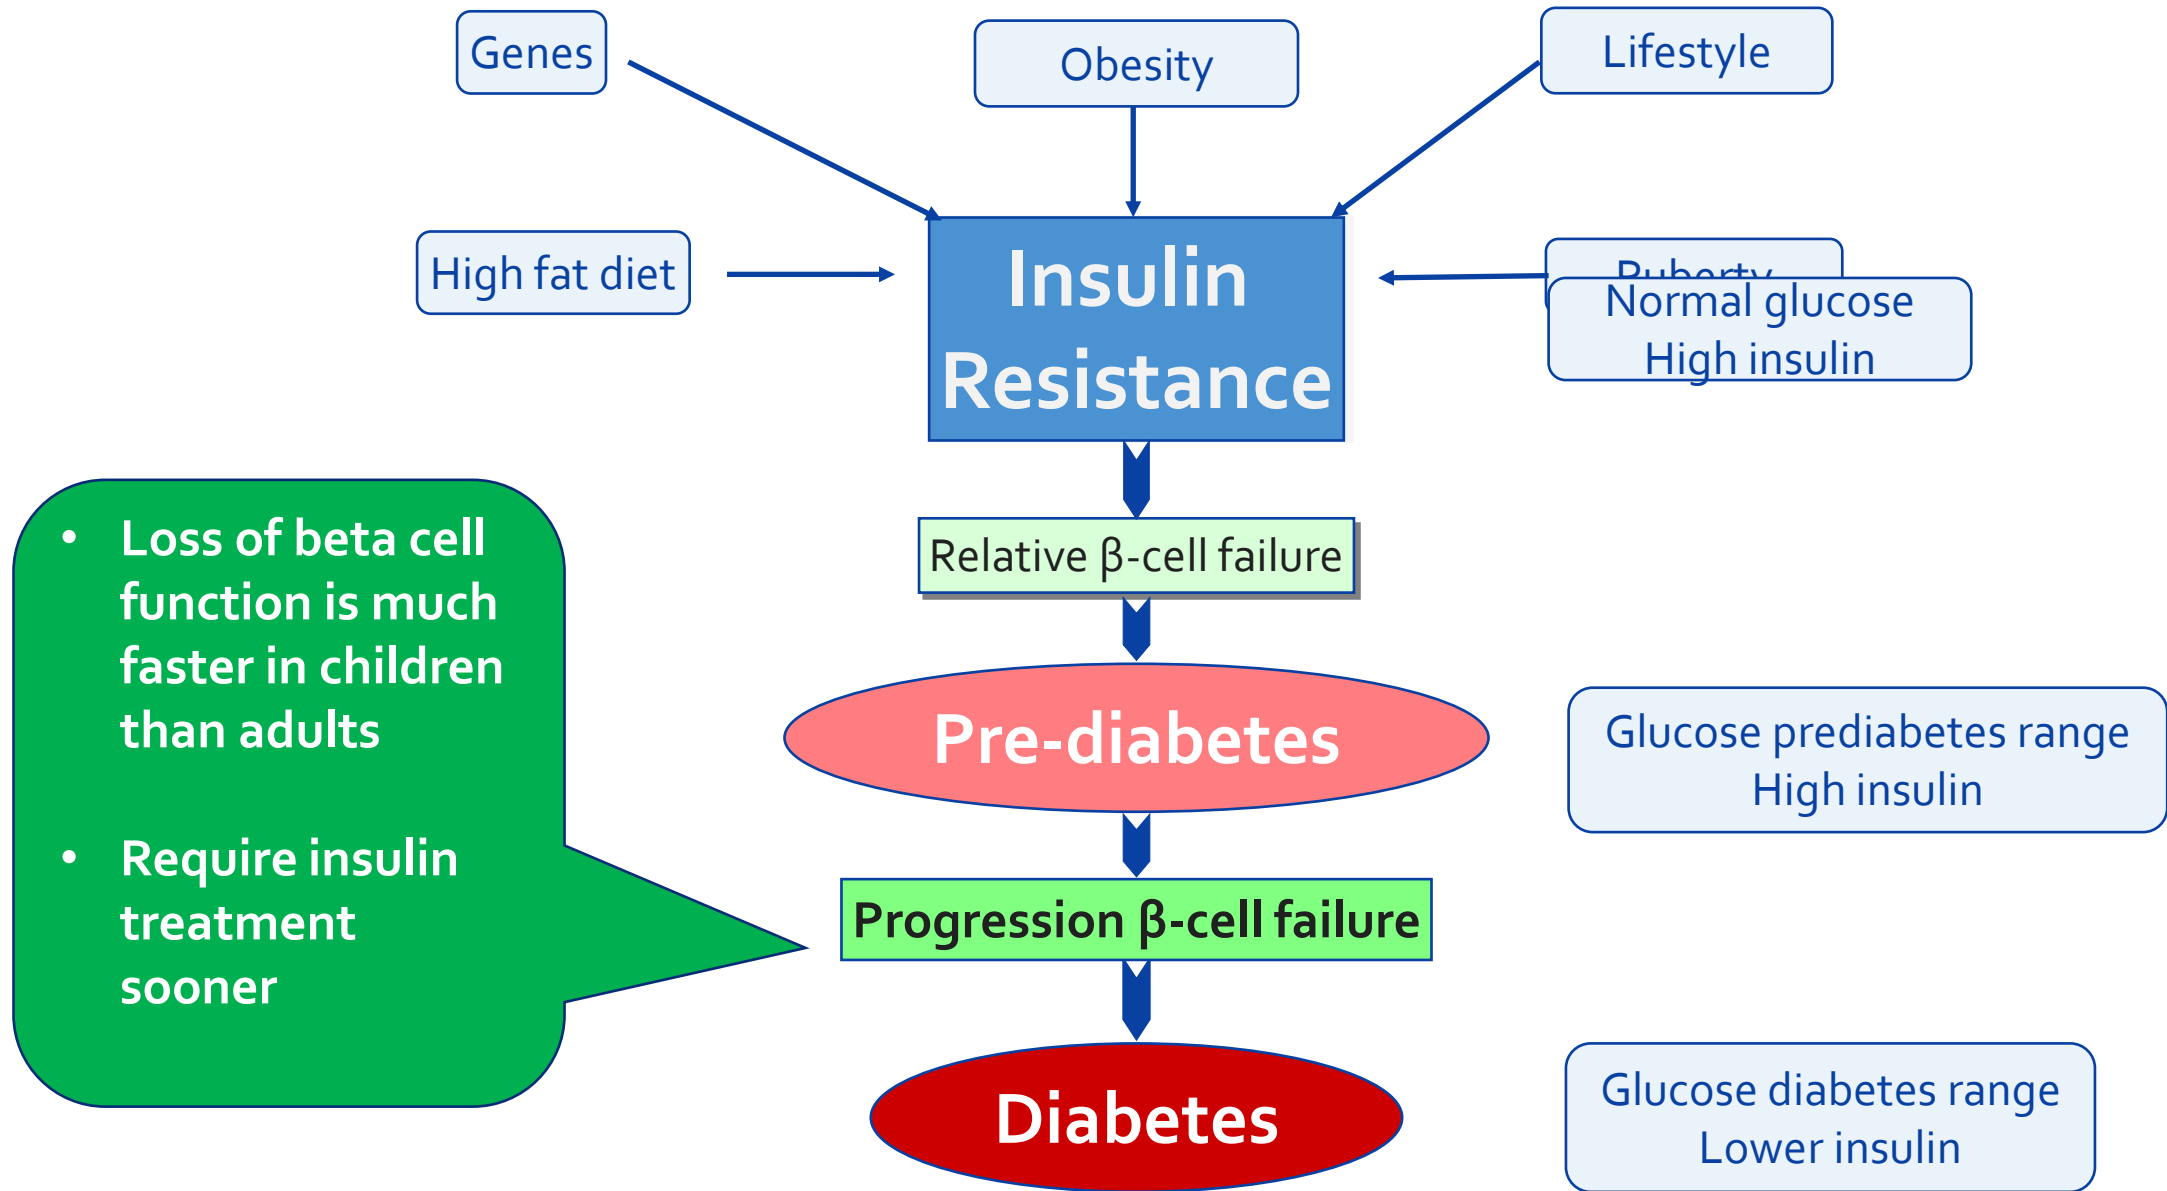 Genes
Obesity
Lifestyle
High fat diet
Insulin
Resistance
Puberty
Normal glucose
High insulin
Relative β-cell failure
• Loss of beta cell
function is much
faster in children
than adults
• Require insulin
treatment
sooner
Pre-diabetes
Glucose prediabetes range
High insulin
Progression β-cell failure
Diabetes
Glucose diabetes range
Lower insulin